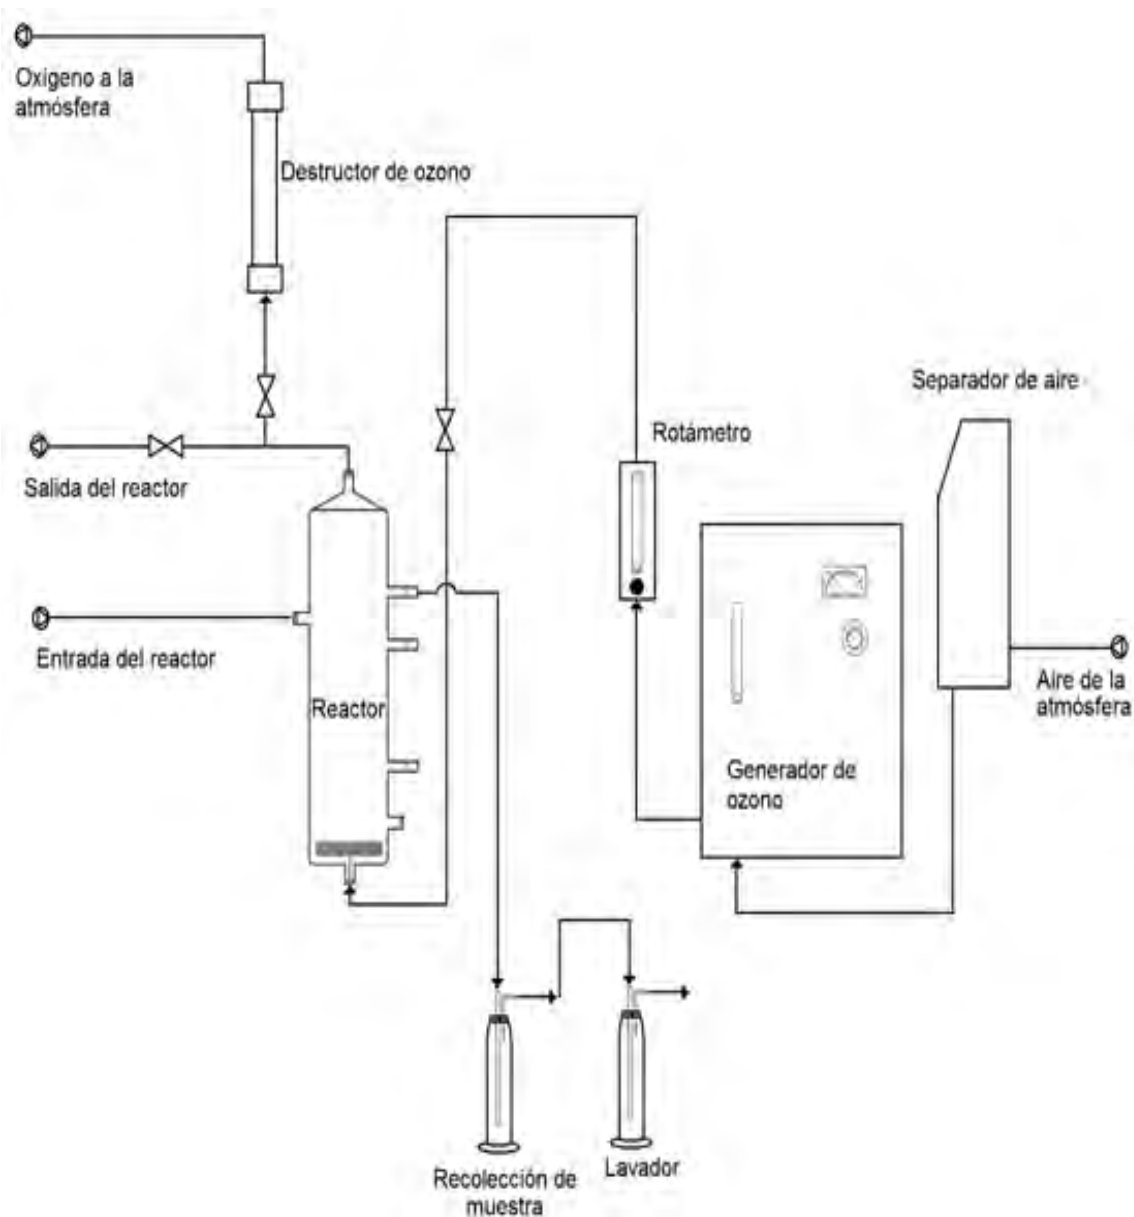 Oxigeno a la
atmósfera
Destructor de ozono
Separador de aire
Rotámetro
Salida del reactor
Entrada del reactor
Reactor
Aire de la
atmósfera
Generador de
ozono
Recolección de
muestra
Lavador